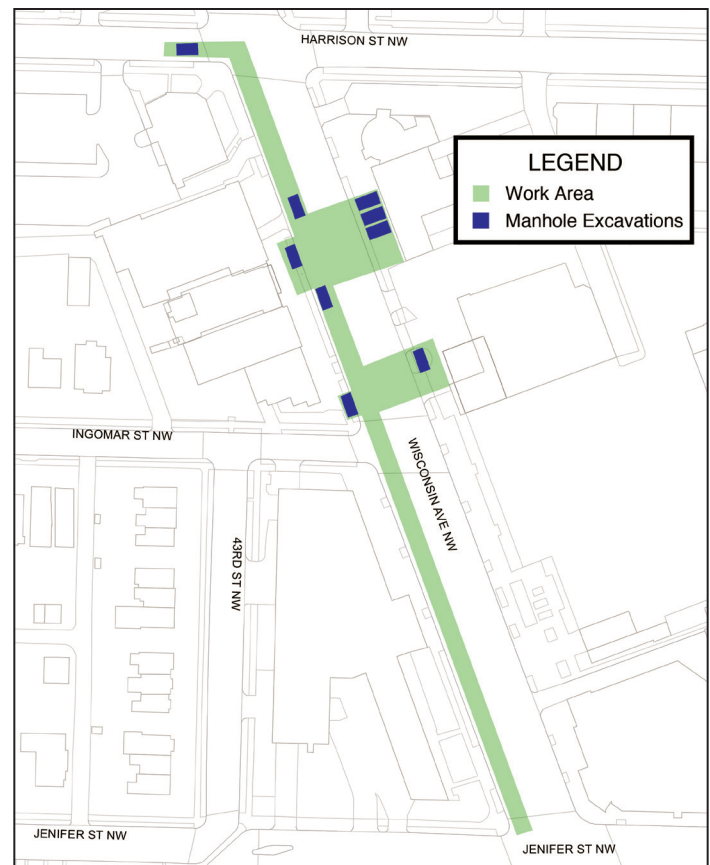 HARRISON ST NW
LEGEND
Work Area
Manhole Excavations
INGOMAR ST NW
WISCONSIN AVE NW
43RD ST NW
JENIFER ST NW
JENIFER ST NW